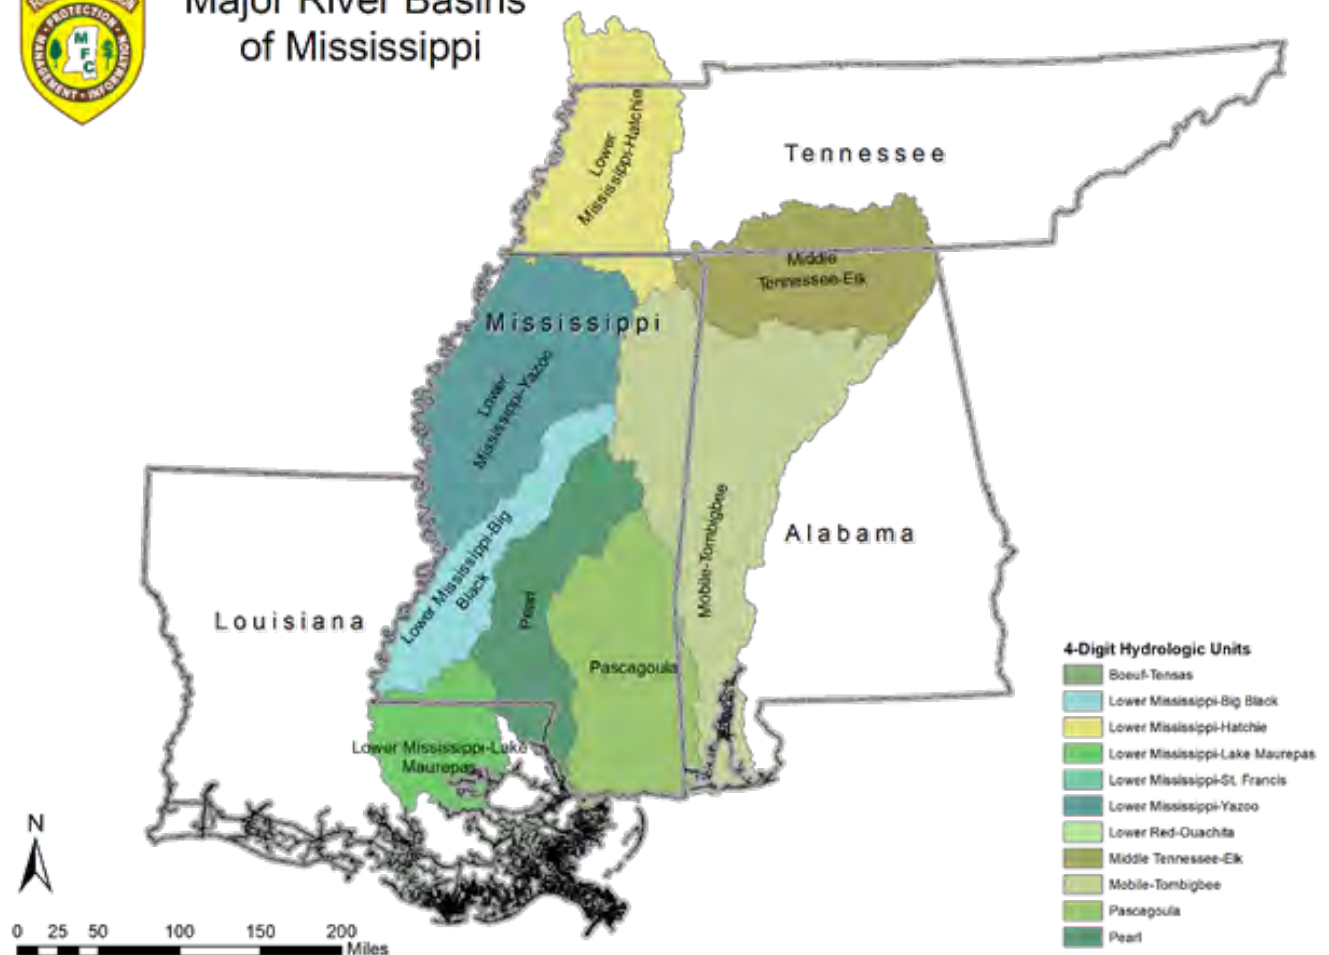 Major River Basins
of Mississippi
PROTECTION
MANAGEMENT
INFORMATION
M
F
C
Tennessee
Lower
Mississippi-Hatchie
Middle
Tennessee-Elk
Mississippi
Lower
Mississippi-Yazoo
Lower Mississippi-Big
Black
Pearl
Mobile-Tombigbee
Alabama
Louisiana
Pascagoula
Lower Mississippi-Lake
Maurepas
4-Digit Hydrologic Units
Boeuf-Tensas
Lower Mississippi-Big Black
Lower Mississippi-Hatchie
Lower Mississippi-Lake Maurepas
Lower Mississippi-St. Francis
Lower Mississippi-Yazoo
Lower Red-Ouachita
Middle Tennessee-Elk
Mobile-Tombigbee
Pascagoula
Pearl
N
0 25 50 100 150 200
Miles